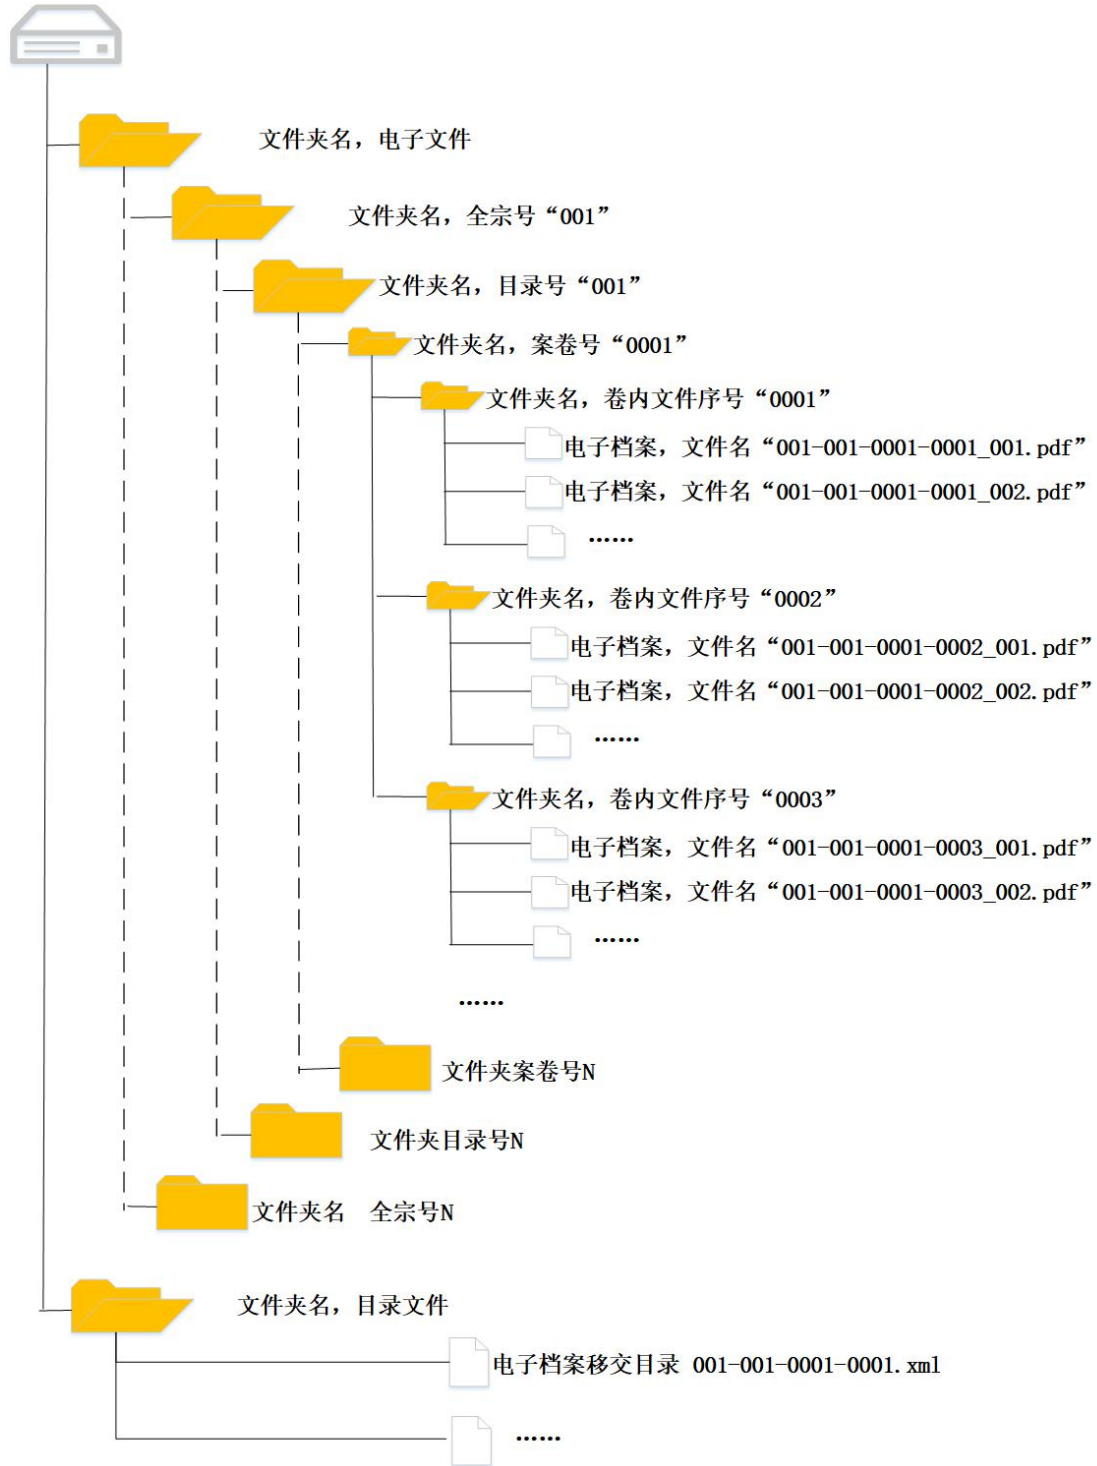 文件夹名，电子文件
文件夹名，全宗号“001”
文件夹名，目录号“001”
文件夹名，案卷号“0001”
文件夹名，卷内文件序号“0001”
电子档案，文件名“001-001-0001-0001_001.pdf”
电子档案，文件名“001-001-0001-0001_002.pdf”
……
文件夹名，卷内文件序号“0002”
电子档案，文件名“001-001-0001-0002_001.pdf”
电子档案，文件名“001-001-0001-0002_002.pdf”
……
文件夹名，卷内文件序号“0003”
电子档案，文件名“001-001-0001-0003_001.pdf”
电子档案，文件名“001-001-0001-0003_002.pdf”
……
……
文件夹案卷号N
文件夹目录号N
文件夹名 全宗号N
文件夹名，目录文件
电子档案移交目录 001-001-0001-0001.xml
……